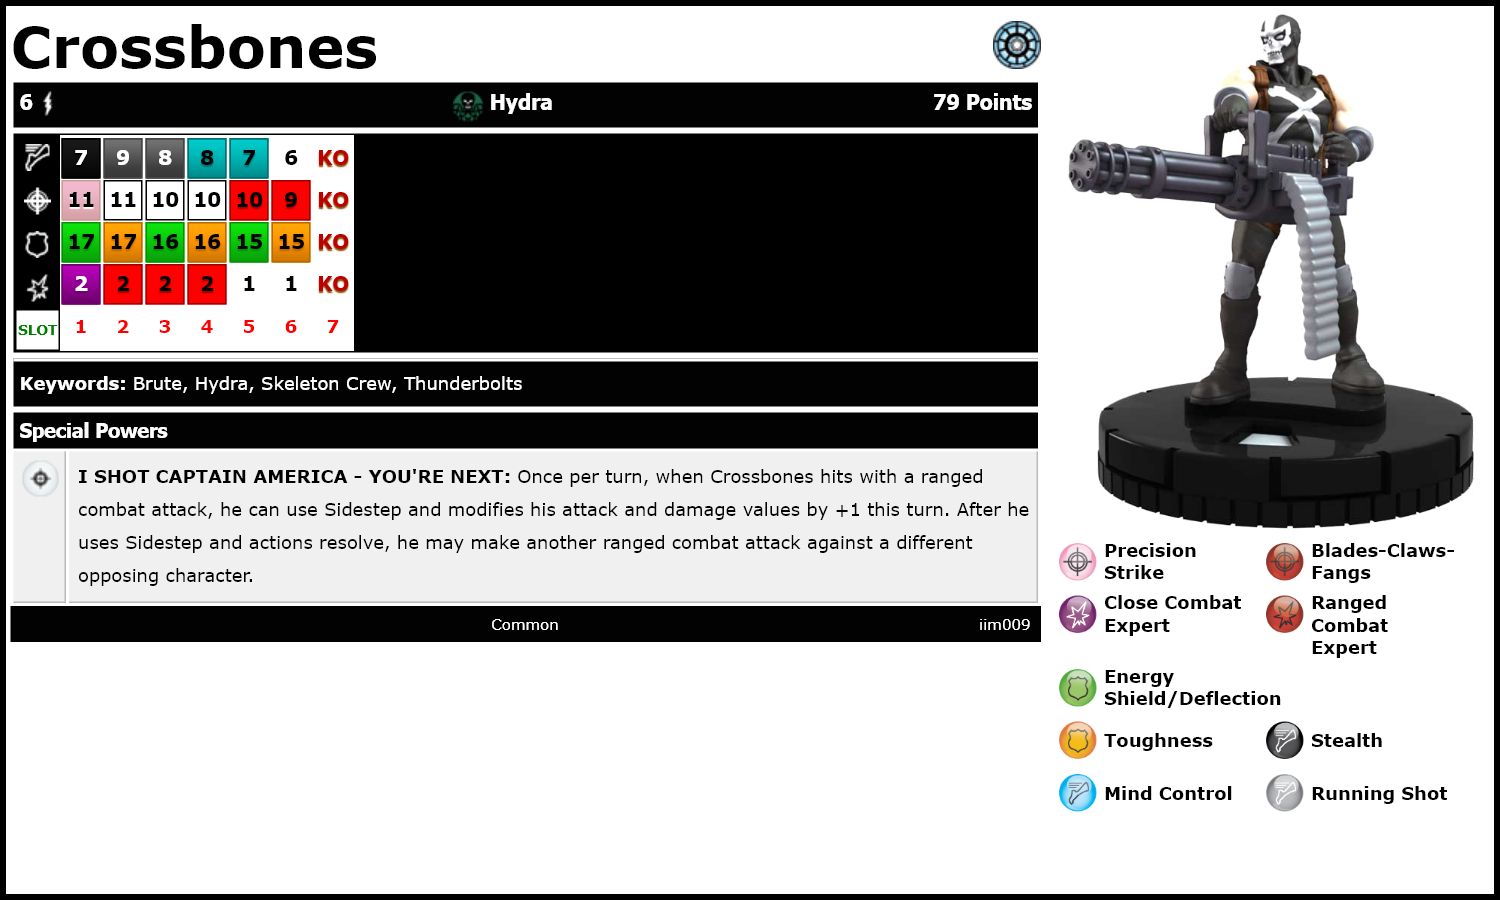 Crossbones
6 Hydra 79 Points
7 9 8 8 7 6 KO
11 11 10 10 10 9 KO
17 17 16 16 15 15 KO
2 2 2 2 1 1 KO
SLOT 1 2 3 4 5 6 7
Keywords: Brute, Hydra, Skeleton Crew, Thunderbolts
Special Powers
I SHOT CAPTAIN AMERICA - YOU'RE NEXT: Once per turn, when Crossbones hits with a ranged
combat attack, he can use Sidestep and modifies his attack and damage values by +1 this turn. After he
uses Sidestep and actions resolve, he may make another ranged combat attack against a different
opposing character.
Common iim009
Precision
Strike
Blades-Claws-
Fangs
Close Combat
Expert
Ranged
Combat
Expert
Energy
Shield/Deflection
Toughness
Stealth
Mind Control
Running Shot